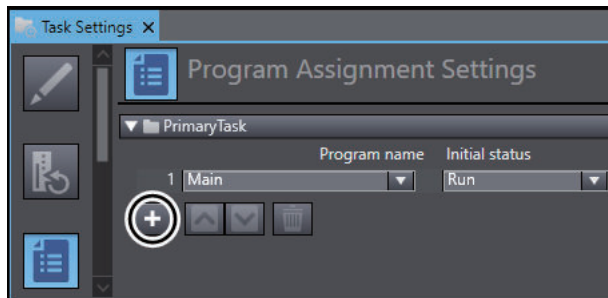 Task Settings
Program Assignment Settings
PrimaryTask
Program name Initial status
1 Main Run